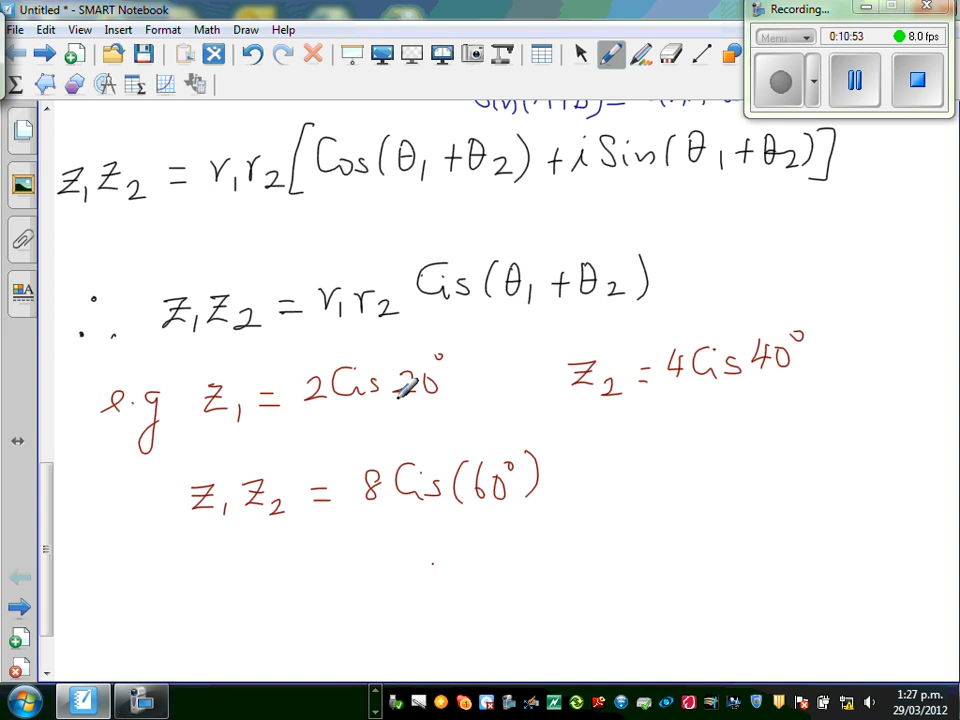 Untitled * - SMART Notebook
Recording...
File Edit View Insert Format Math Draw Help
Menu 0:10:53 8.0 fps
z₁z₂ = r₁r₂[Cos(θ₁+θ₂)+iSin(θ₁+θ₂)]
∴ z₁z₂ = r₁r₂ Cis(θ₁+θ₂)
e.g z₁ = 2Cis 20° z₂ = 4Cis 40°
z₁z₂ = 8Cis(60°)
1:27 p.m.
29/03/2012